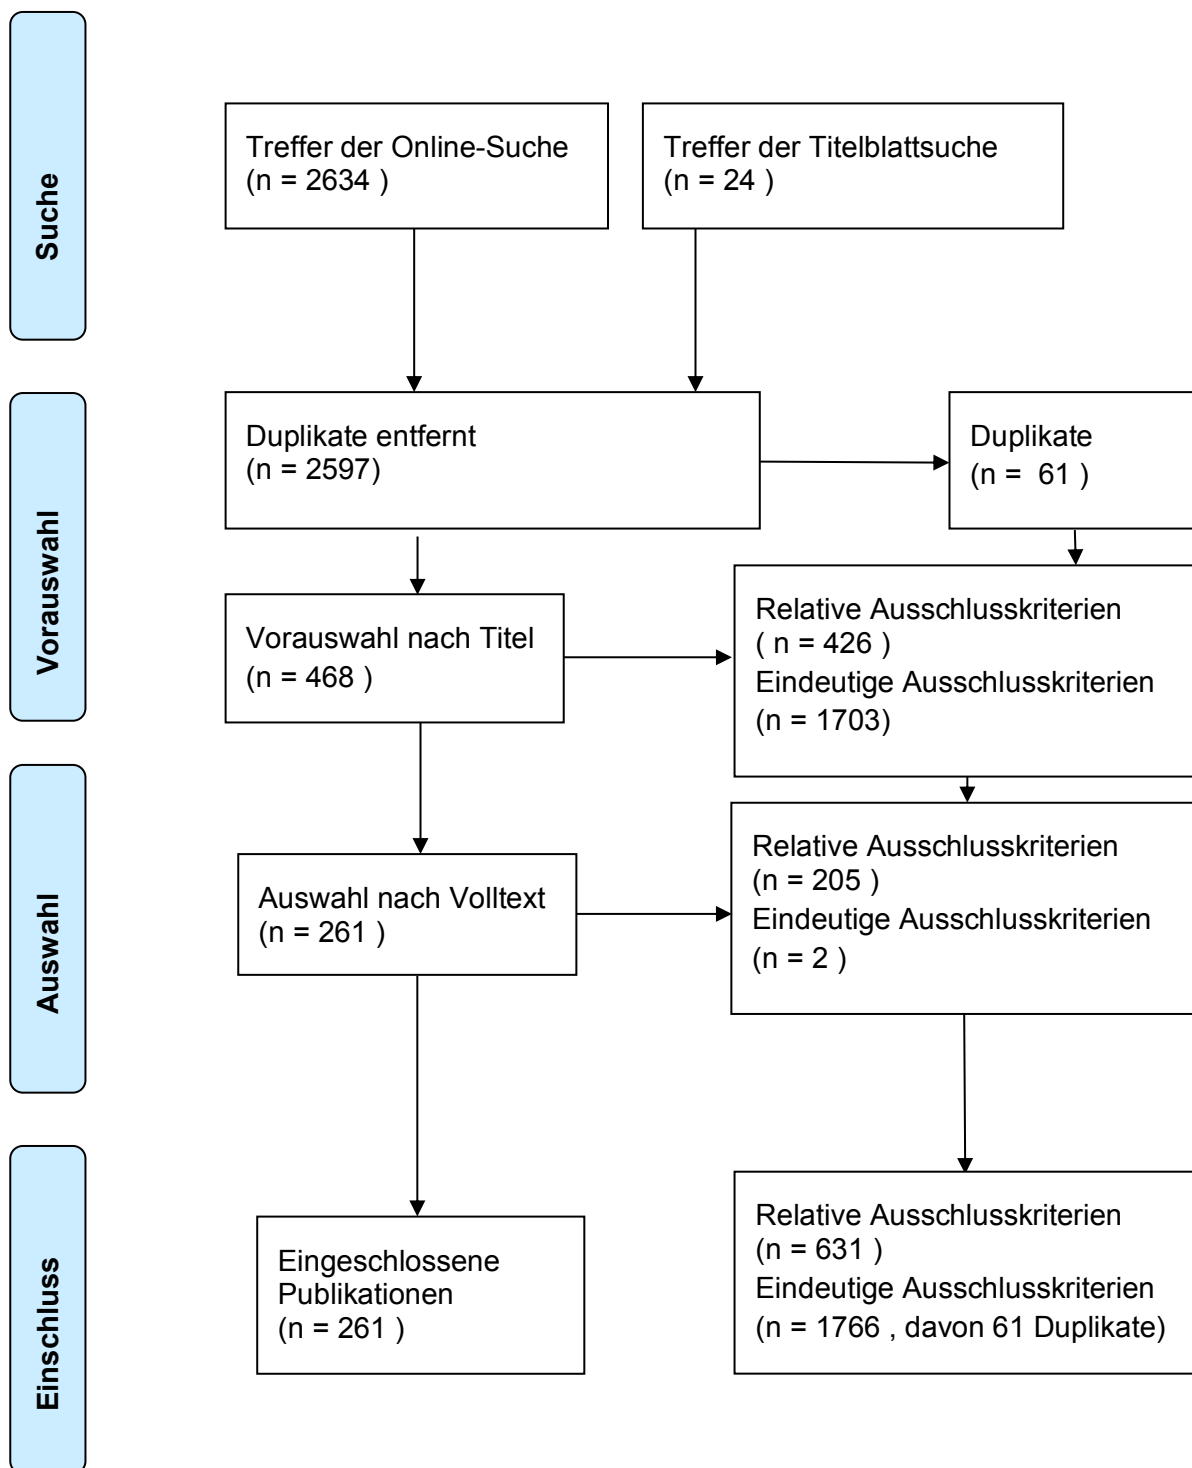 Suche
Treffer der Online-Suche
(n = 2634 )
Treffer der Titelblattsuche
(n = 24 )
Vorauswahl
Duplikate entfernt
(n = 2597)
Duplikate
(n =  61 )
Vorauswahl nach Titel
(n = 468 )
Relative Ausschlusskriterien
( n = 426 )
Eindeutige Ausschlusskriterien
(n = 1703)
Auswahl
Auswahl nach Volltext
(n = 261 )
Relative Ausschlusskriterien
(n = 205 )
Eindeutige Ausschlusskriterien
(n = 2 )
Einschluss
Eingeschlossene
Publikationen
(n = 261 )
Relative Ausschlusskriterien
(n = 631 )
Eindeutige Ausschlusskriterien
(n = 1766 , davon 61 Duplikate)